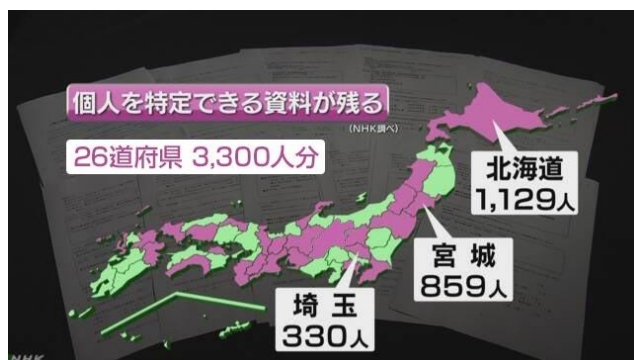 個人を特定できる資料が残る
(NHK調べ)
26道府県 3,300人分
北海道
1,129人
宮城
859人
埼玉
330人
NHK